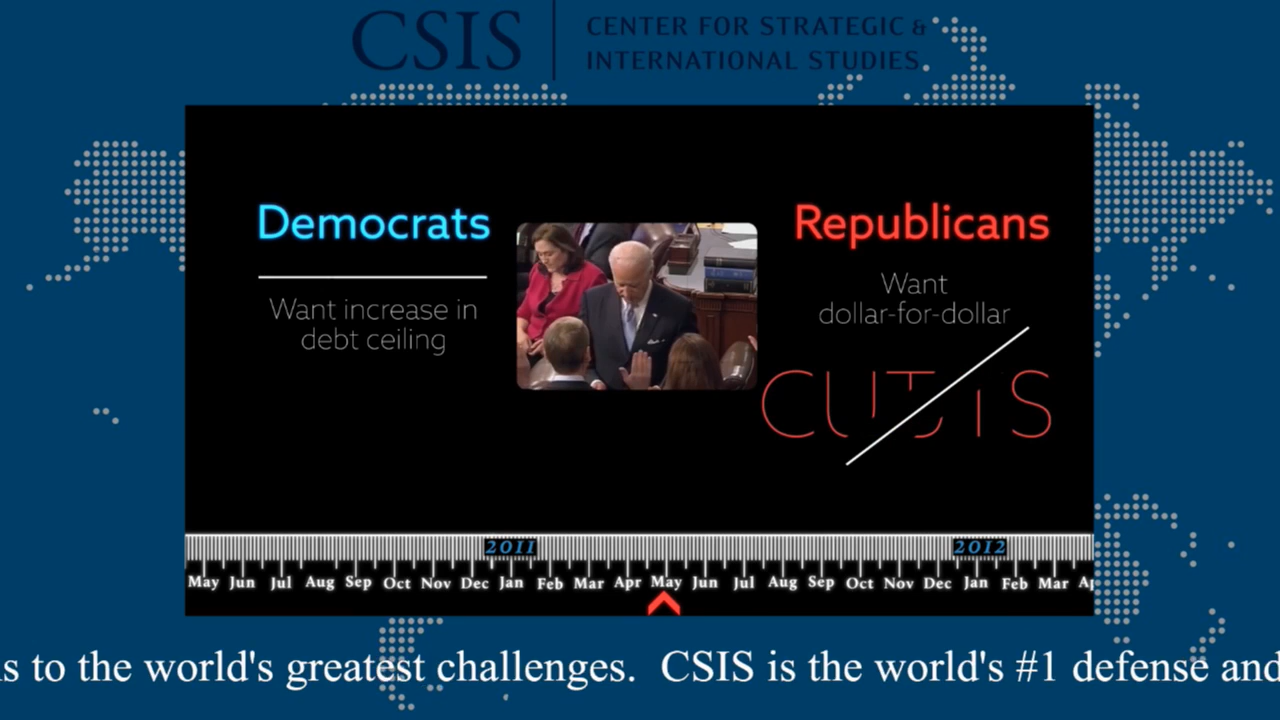 CSIS
CENTER FOR STRATEGIC &
INTERNATIONAL STUDIES
Democrats
Want increase in
debt ceiling
Republicans
Want
dollar-for-dollar
CUTS
2011
2012
May Jun Jul Aug Sep Oct Nov Dec Jan Feb Mar Apr May Jun Jul Aug Sep Oct Nov Dec Jan Feb Mar
s to the world's greatest challenges. CSIS is the world's #1 defense and